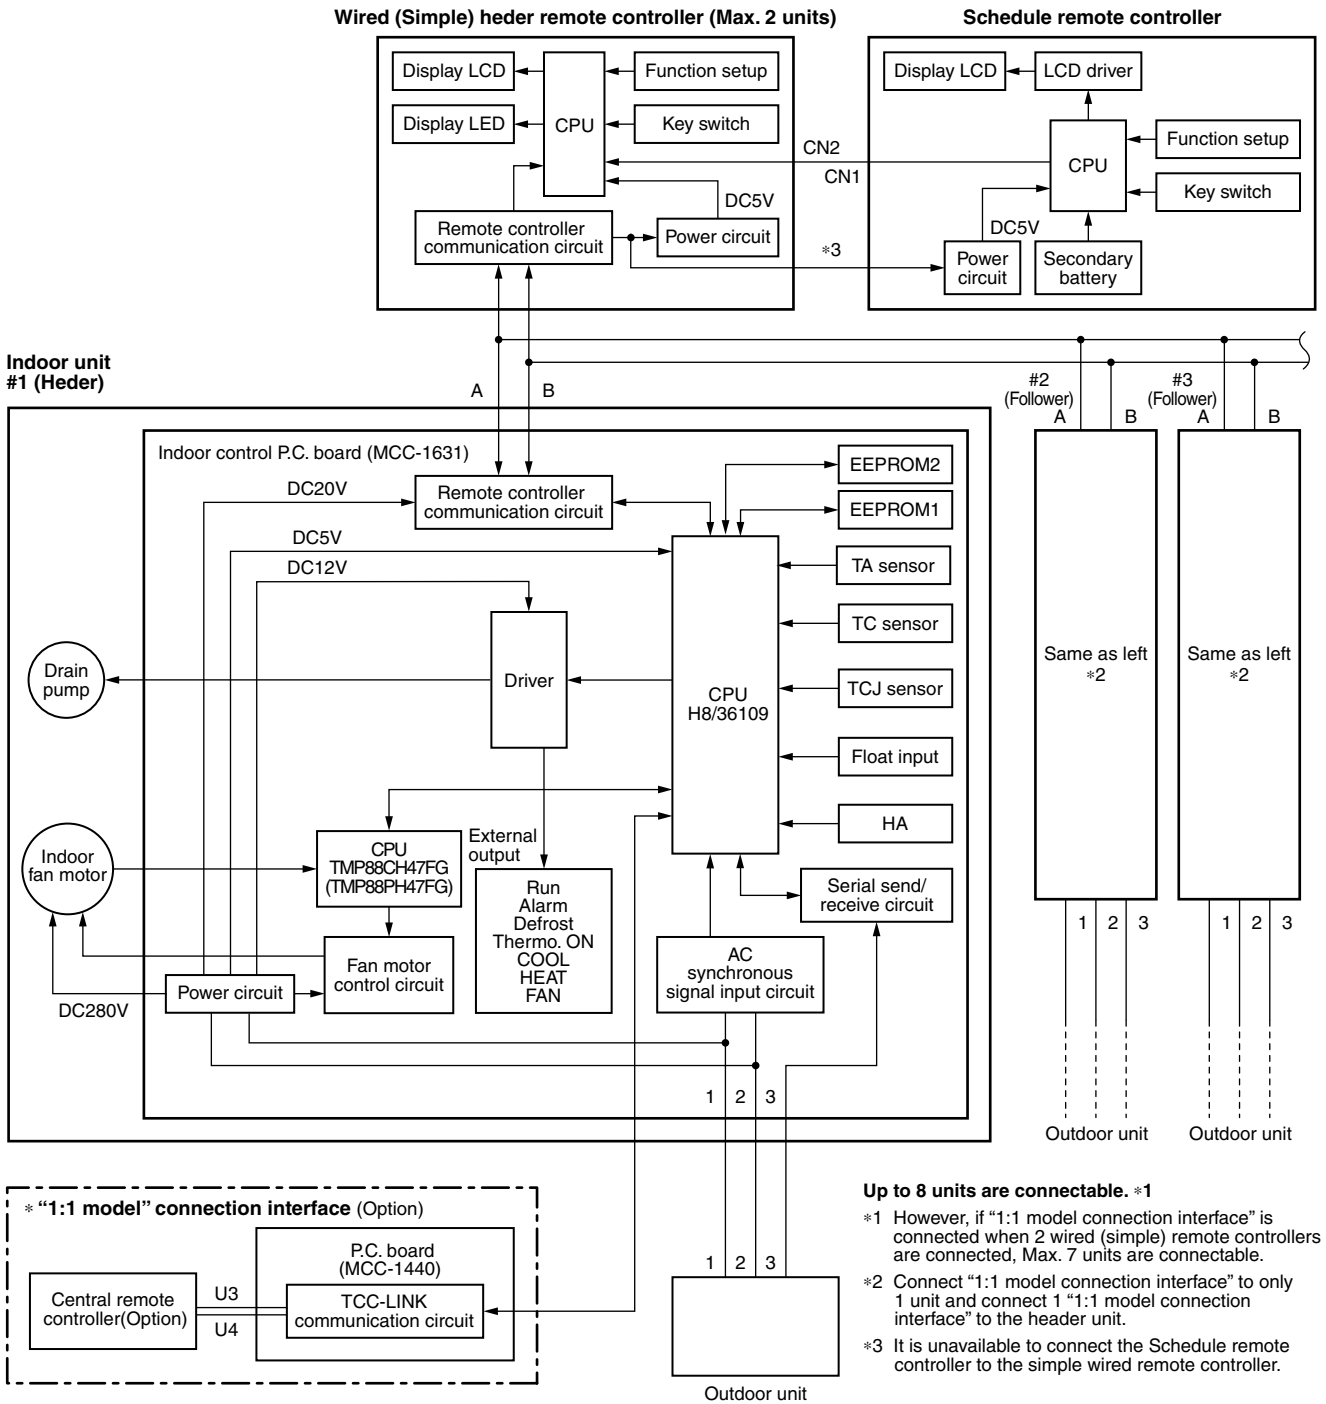 Wired (Simple) heder remote controller (Max. 2 units)
Schedule remote controller
Display LCD
Function setup
Display LED
CPU
Key switch
DC5V
Remote controller
communication circuit
Power circuit
CN2
CN1
∗3
Display LCD
LCD driver
Function setup
CPU
Key switch
DC5V
Power
circuit
Secondary
battery
Indoor unit
#1 (Heder)
A
B
#2
(Follower)
A
B
#3
(Follower)
A
B
Indoor control P.C. board (MCC-1631)
DC20V
Remote controller
communication circuit
EEPROM2
EEPROM1
DC5V
DC12V
TA sensor
TC sensor
TCJ sensor
Float input
HA
Drain
pump
Driver
CPU
H8/36109
Same as left
∗2
Same as left
∗2
Indoor
fan motor
CPU
TMP88CH47FG
(TMP88PH47FG)
External
output
Run
Alarm
Defrost
Thermo. ON
COOL
HEAT
FAN
Serial send/
receive circuit
Fan motor
control circuit
Power circuit
DC280V
AC
synchronous
signal input circuit
1
2
3
1
2
3
1
2
3
Outdoor unit
Outdoor unit
∗ “1:1 model” connection interface (Option)
P.C. board
(MCC-1440)
Central remote
controller(Option)
U3
U4
TCC-LINK
communication circuit
1
2
3
Outdoor unit
Up to 8 units are connectable. ∗1
∗1 However, if “1:1 model connection interface” is
connected when 2 wired (simple) remote controllers
are connected, Max. 7 units are connectable.
∗2 Connect “1:1 model connection interface” to only
1 unit and connect 1 “1:1 model connection
interface” to the header unit.
∗3 It is unavailable to connect the Schedule remote
controller to the simple wired remote controller.